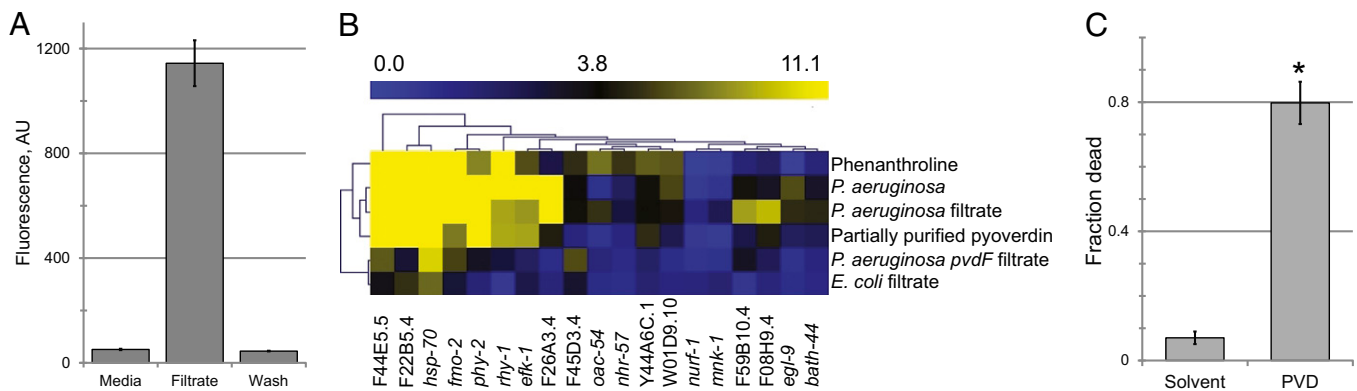 A
Fluorescence, AU
1200
800
400
0
Media Filtrate Wash
B
0.0 3.8 11.1
Phenanthroline
P. aeruginosa
P. aeruginosa filtrate
Partially purified pyoverdin
P. aeruginosa pvdF filtrate
E. coli filtrate
F44E5.5
F22B5.4
hsp-70
fmo-2
phy-2
rhy-1
efk-1
F26A3.4
F45D3.4
oac-54
nhr-57
Y44A6C.1
W01D9.10
nurf-1
mnk-1
F59B10.4
F08H9.4
egl-9
bath-44
C
Fraction dead
0.8
0.4
0
*
Solvent PVD